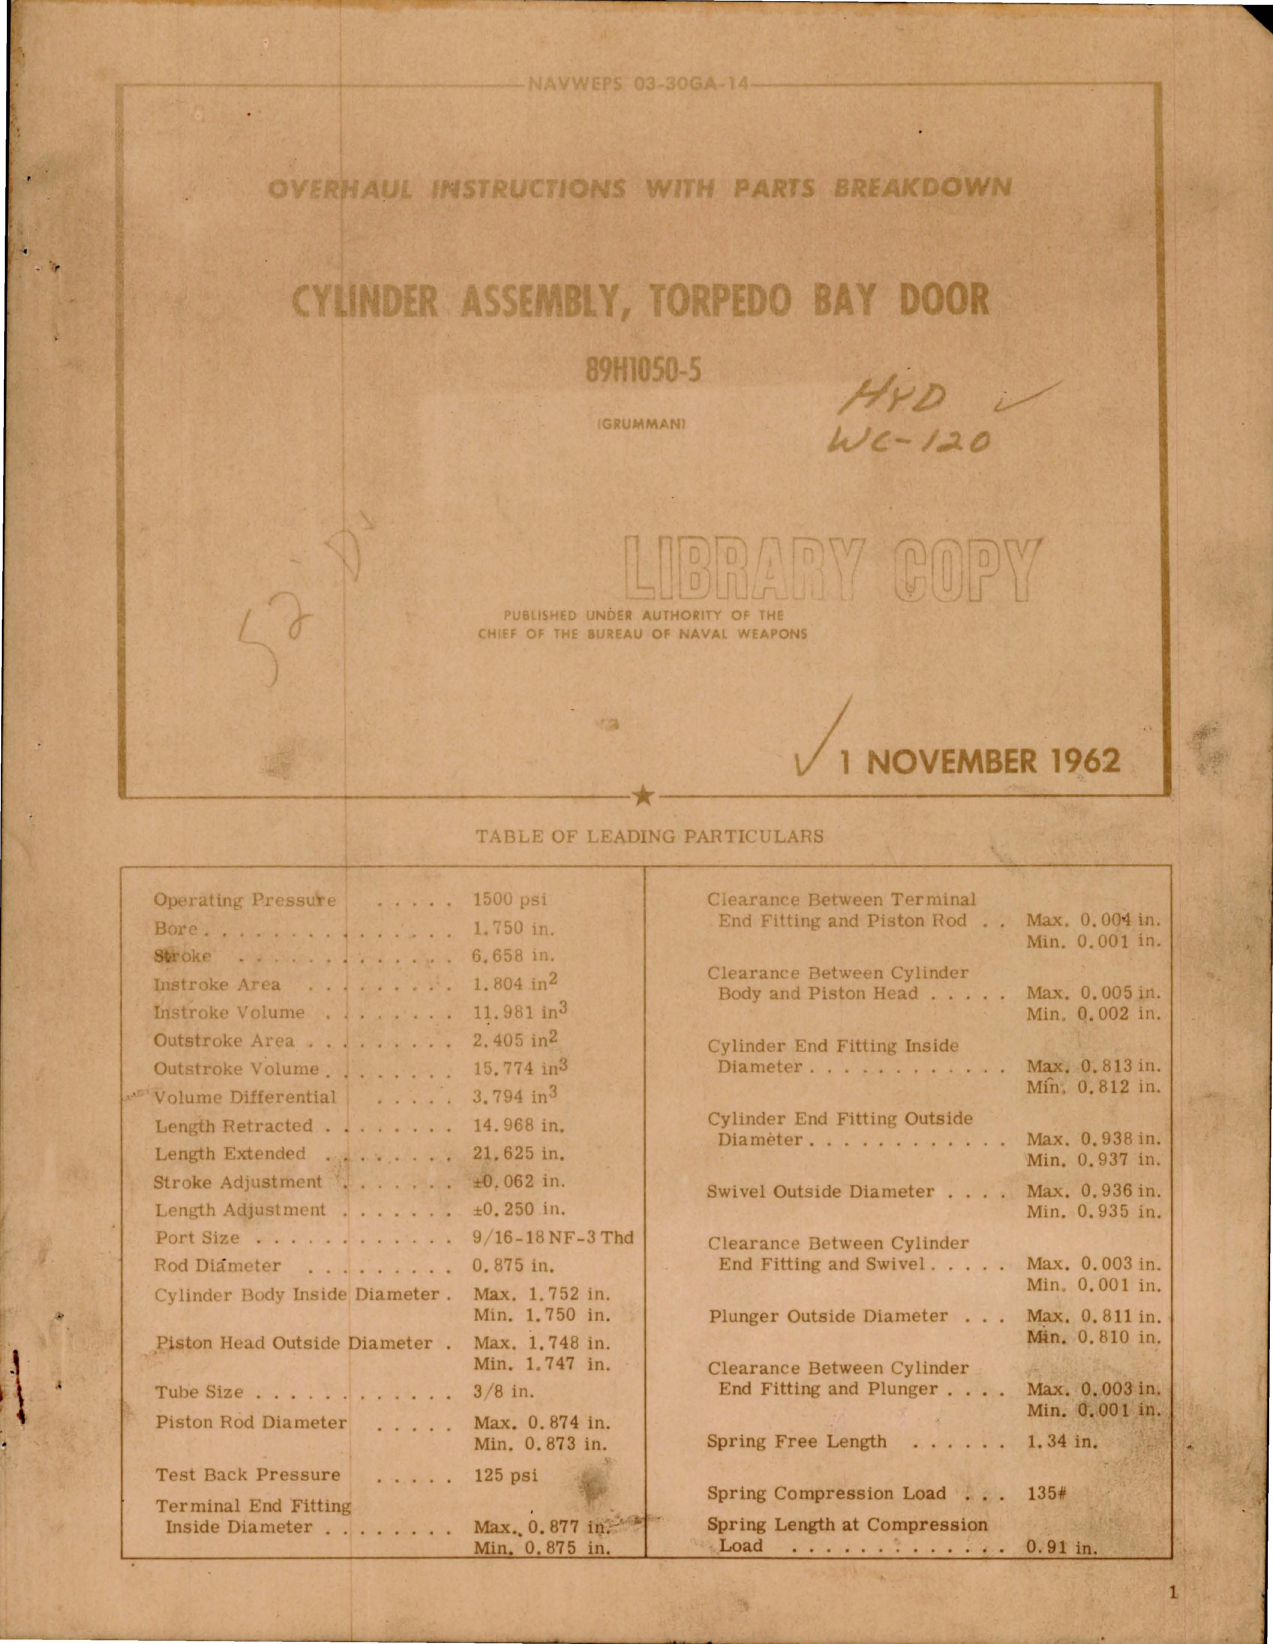 NAVWEPS 03-30GA-14
OVERHAUL INSTRUCTIONS WITH PARTS BREAKDOWN
CYLINDER ASSEMBLY, TORPEDO BAY DOOR
89H1050-5
(GRUMMAN)
HYD ✓
WC-120
LIBRARY COPY
PUBLISHED UNDER AUTHORITY OF THE
CHIEF OF THE BUREAU OF NAVAL WEAPONS
✓ 1 NOVEMBER 1962
TABLE OF LEADING PARTICULARS
Operating Pressure . . . . . 1500 psi
Bore . . . . . . . . . . . . . . . 1.750 in.
Stroke . . . . . . . . . . . . . 6.658 in.
Instroke Area . . . . . . . . . 1.804 in2
Instroke Volume . . . . . . . . 11.981 in3
Outstroke Area . . . . . . . . . 2.405 in2
Outstroke Volume . . . . . . . . 15.774 in3
Volume Differential . . . . . 3.794 in3
Length Retracted . . . . . . . . 14.968 in.
Length Extended . . . . . . . . 21.625 in.
Stroke Adjustment . . . . . . . ±0.062 in.
Length Adjustment . . . . . . . ±0.250 in.
Port Size . . . . . . . . . . . . 9/16-18 NF-3 Thd
Rod Diameter . . . . . . . . . 0.875 in.
Cylinder Body Inside Diameter . Max. 1.752 in.
Min. 1.750 in.
Piston Head Outside Diameter . Max. 1.748 in.
Min. 1.747 in.
Tube Size . . . . . . . . . . . . 3/8 in.
Piston Rod Diameter . . . . . Max. 0.874 in.
Min. 0.873 in.
Test Back Pressure . . . . . 125 psi
Terminal End Fitting
Inside Diameter . . . . . . . . Max. 0.877 in.
Min. 0.875 in.
Clearance Between Terminal
End Fitting and Piston Rod . . Max. 0.004 in.
Min. 0.001 in.
Clearance Between Cylinder
Body and Piston Head . . . . . Max. 0.005 in.
Min. 0.002 in.
Cylinder End Fitting Inside
Diameter . . . . . . . . . . . . Max. 0.813 in.
Min. 0.812 in.
Cylinder End Fitting Outside
Diameter . . . . . . . . . . . . Max. 0.938 in.
Min. 0.937 in.
Swivel Outside Diameter . . . . Max. 0.936 in.
Min. 0.935 in.
Clearance Between Cylinder
End Fitting and Swivel . . . . . Max. 0.003 in.
Min. 0.001 in.
Plunger Outside Diameter . . . Max. 0.811 in.
Min. 0.810 in.
Clearance Between Cylinder
End Fitting and Plunger . . . . Max. 0.003 in.
Min. 0.001 in.
Spring Free Length . . . . . . 1.34 in.
Spring Compression Load . . . 135#
Spring Length at Compression
Load . . . . . . . . . . . . . 0.91 in.
1